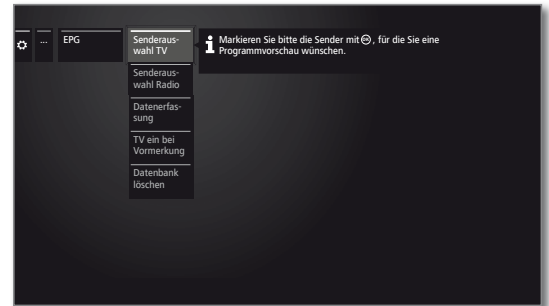 ... EPG Senderaus-
wahl TV
Markieren Sie bitte die Sender mit OK, für die Sie eine
Programmvorschau wünschen.
Senderaus-
wahl Radio
Datenerfas-
sung
TV ein bei
Vormerkung
Datenbank
löschen